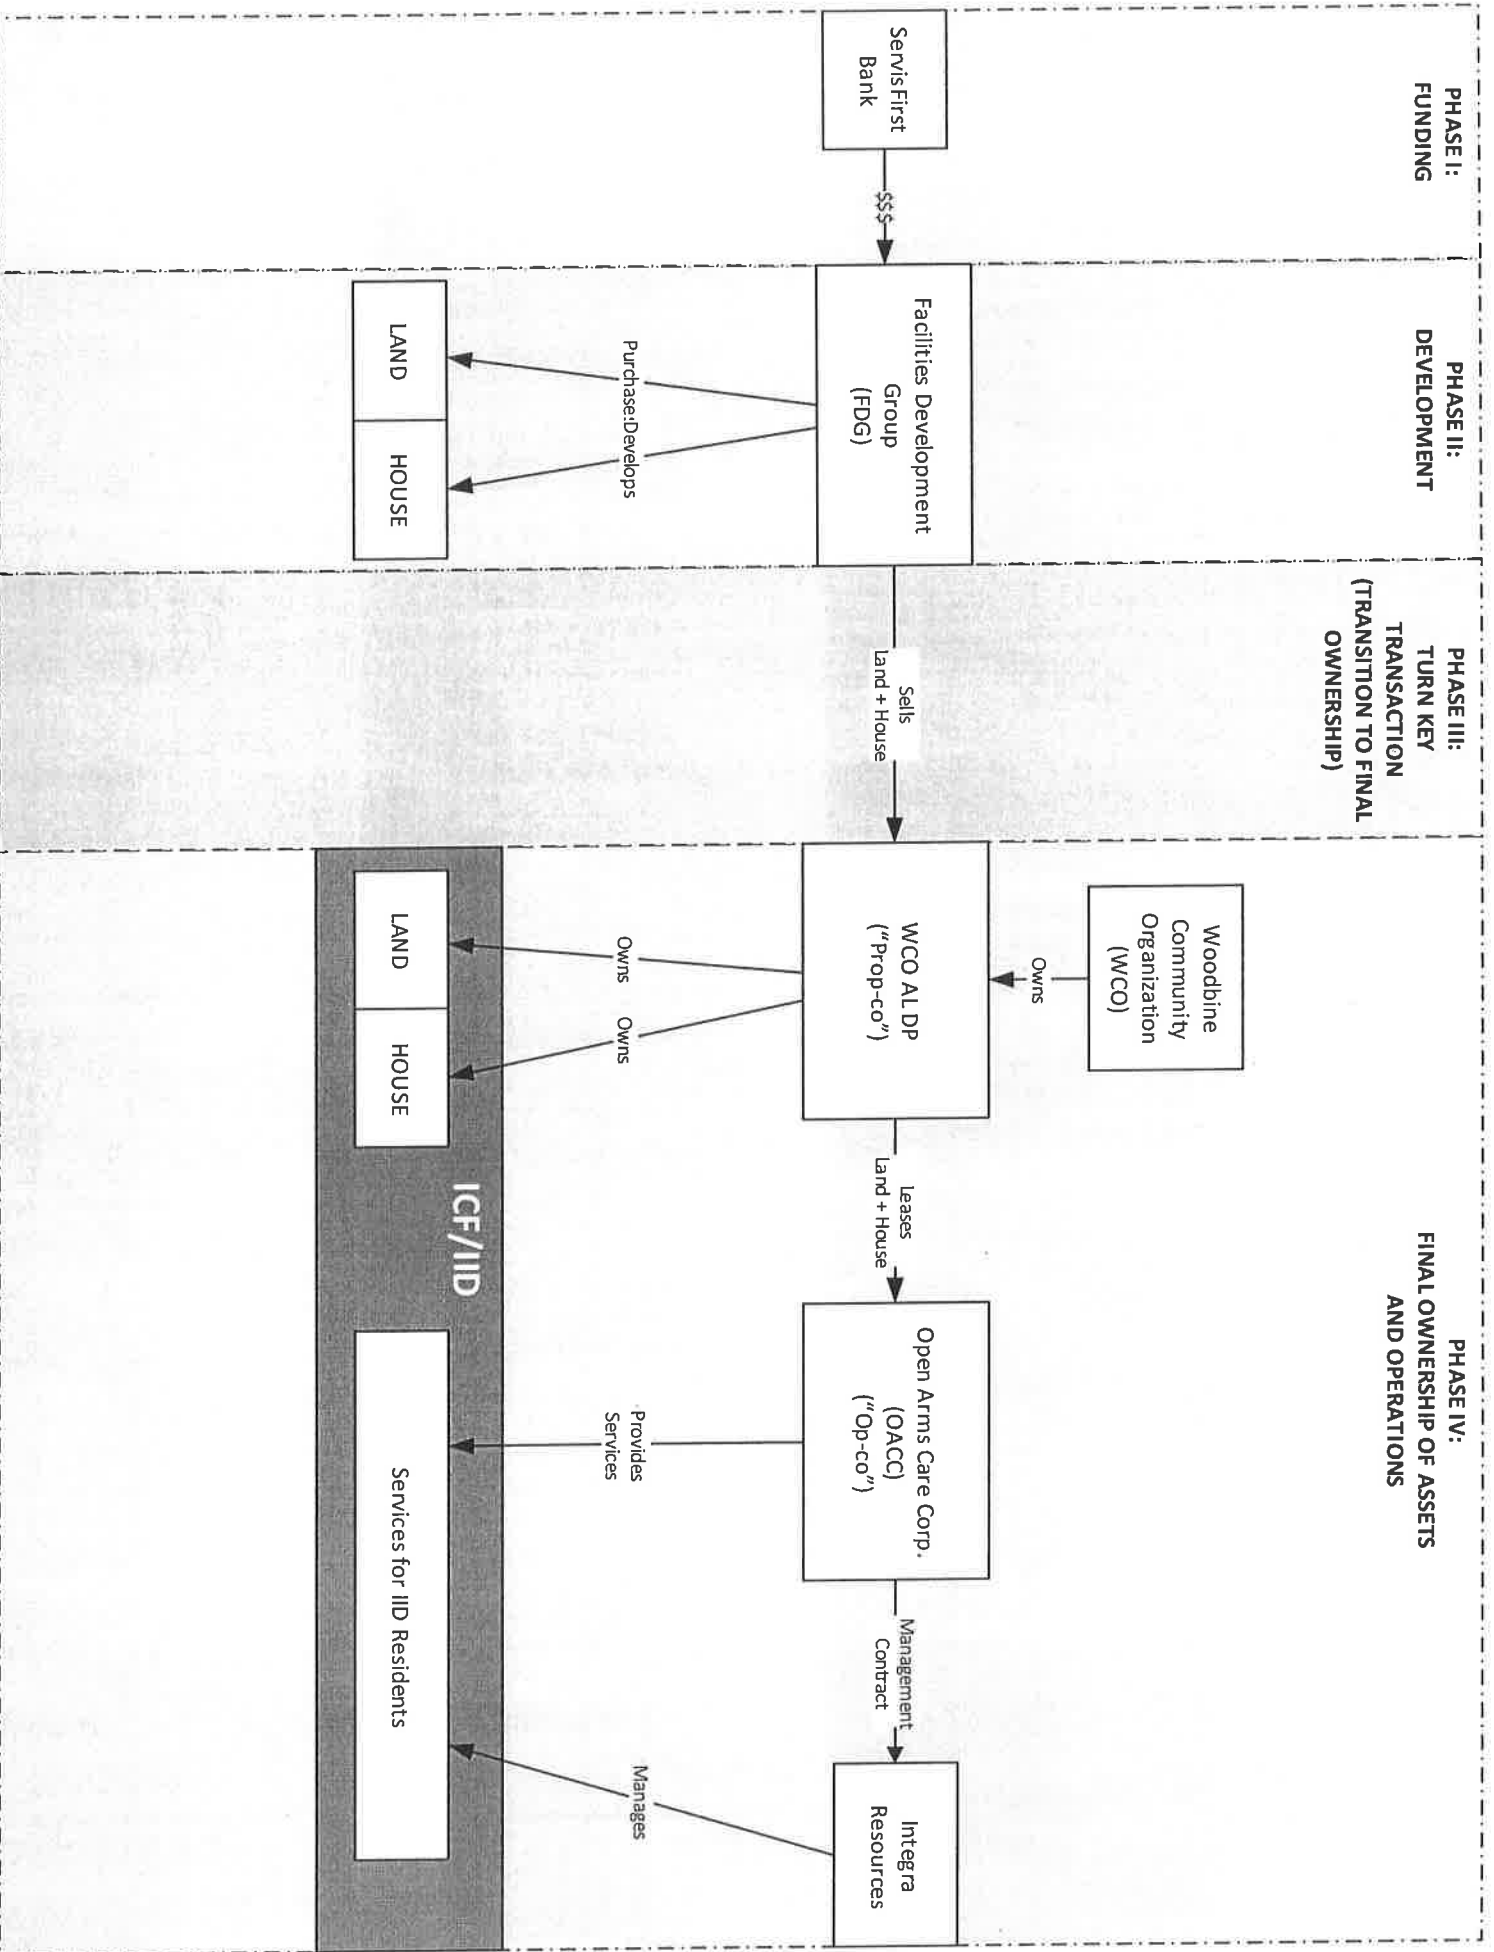 PHASE I:
FUNDING
PHASE II:
DEVELOPMENT
PHASE III:
TURN KEY
TRANSACTION
(TRANSITION TO FINAL
OWNERSHIP)
PHASE IV:
FINAL OWNERSHIP OF ASSETS
AND OPERATIONS
ServisFirst
Bank
$$$
Facilities Development
Group
(FDG)
Purchase:Develops
LAND
HOUSE
Sells
Land + House
Woodbine
Community
Organization
(WCO)
Owns
WCO AL DP
("Prop-co")
Owns
Owns
LAND
HOUSE
Leases
Land + House
Open Arms Care Corp.
(OACC)
("Op-co")
Provides
Services
Management
Contract
Integra
Resources
Manages
ICF/IID
Services for IID Residents